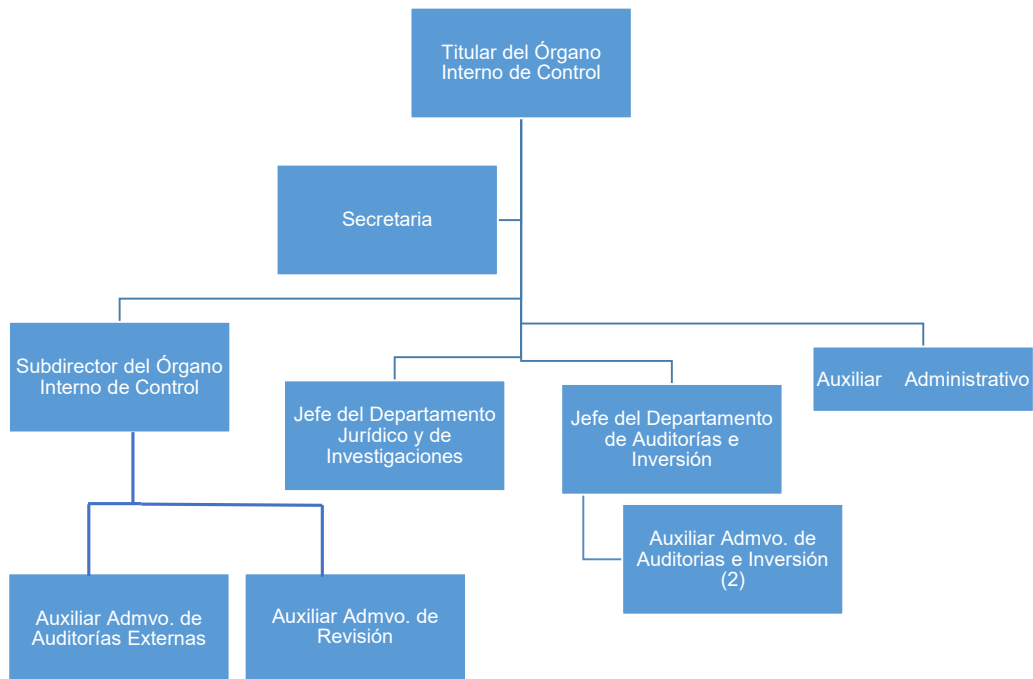 Titular del Órgano
Interno de Control
Secretaria
Subdirector del Órgano
Interno de Control
Jefe del Departamento
Jurídico y de
Investigaciones
Jefe del Departamento
de Auditorías e
Inversión
Auxiliar Administrativo
Auxiliar Admvo. de
Auditorias e Inversión
(2)
Auxiliar Admvo. de
Auditorías Externas
Auxiliar Admvo. de
Revisión